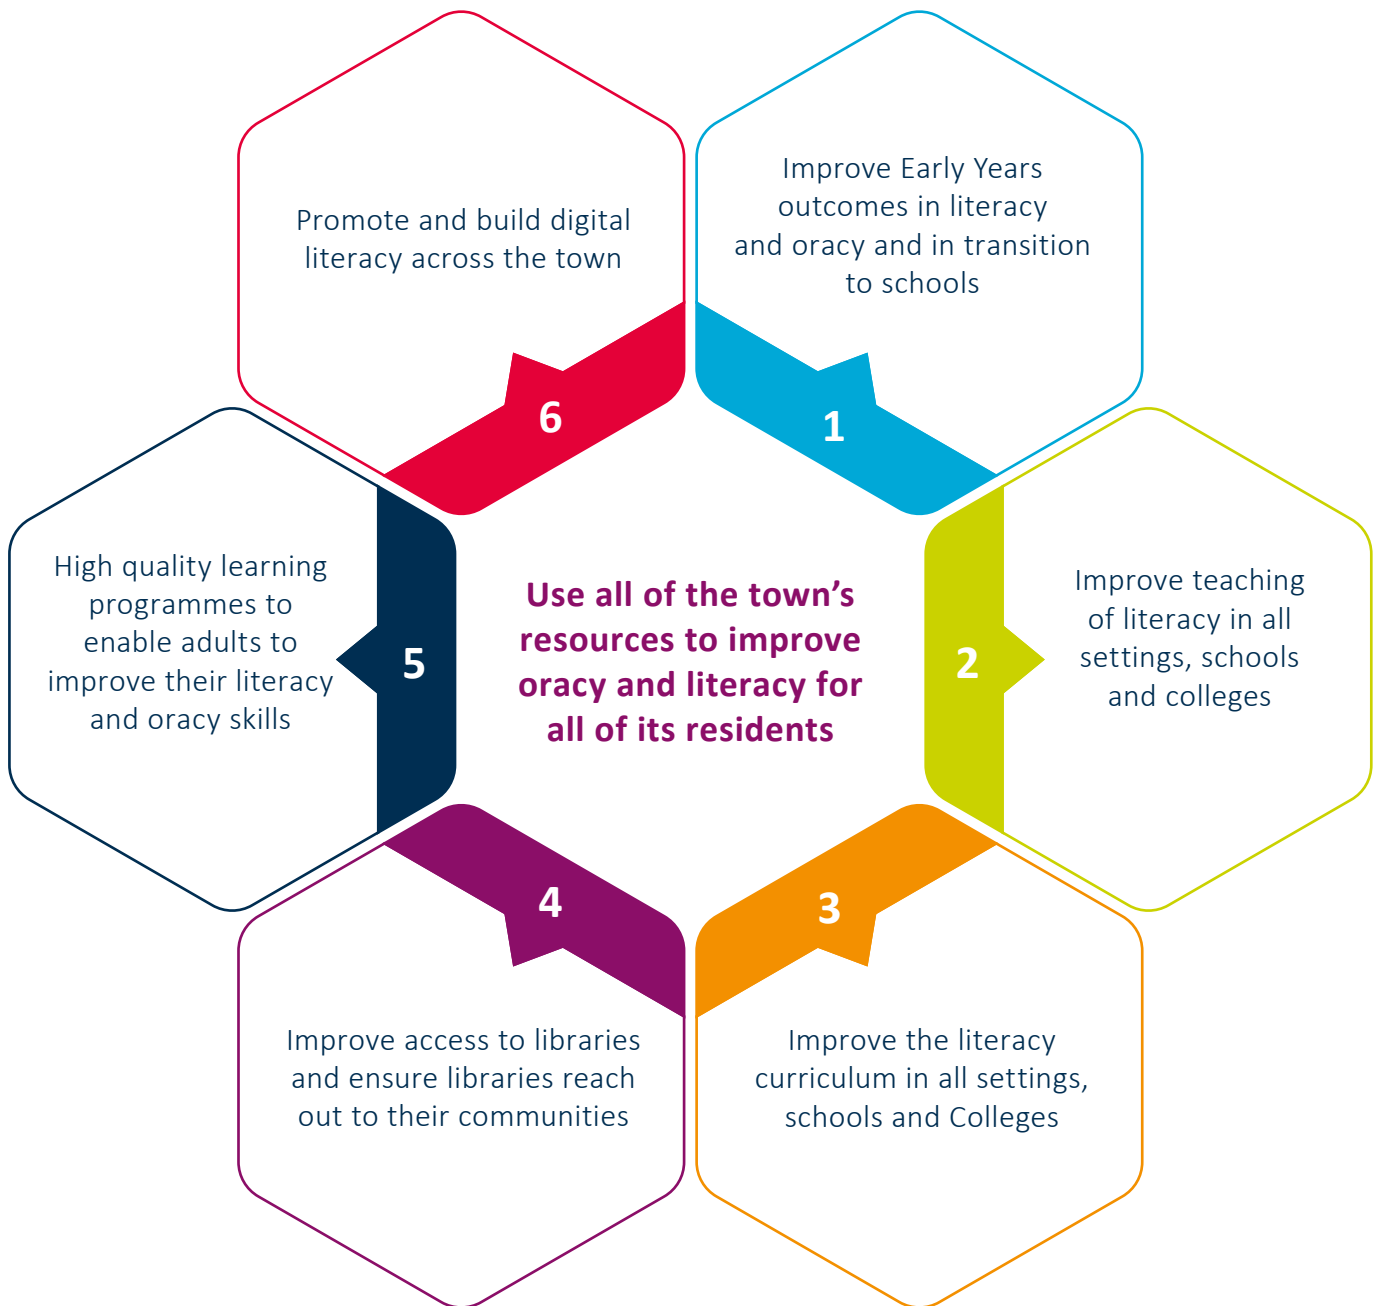 Use all of the town’s
resources to improve
oracy and literacy for
all of its residents
1
Improve Early Years
outcomes in literacy
and oracy and in transition
to schools
2
Improve teaching
of literacy in all
settings, schools
and colleges
3
Improve the literacy
curriculum in all settings,
schools and Colleges
4
Improve access to libraries
and ensure libraries reach
out to their communities
5
High quality learning
programmes to
enable adults to
improve their literacy
and oracy skills
6
Promote and build digital
literacy across the town